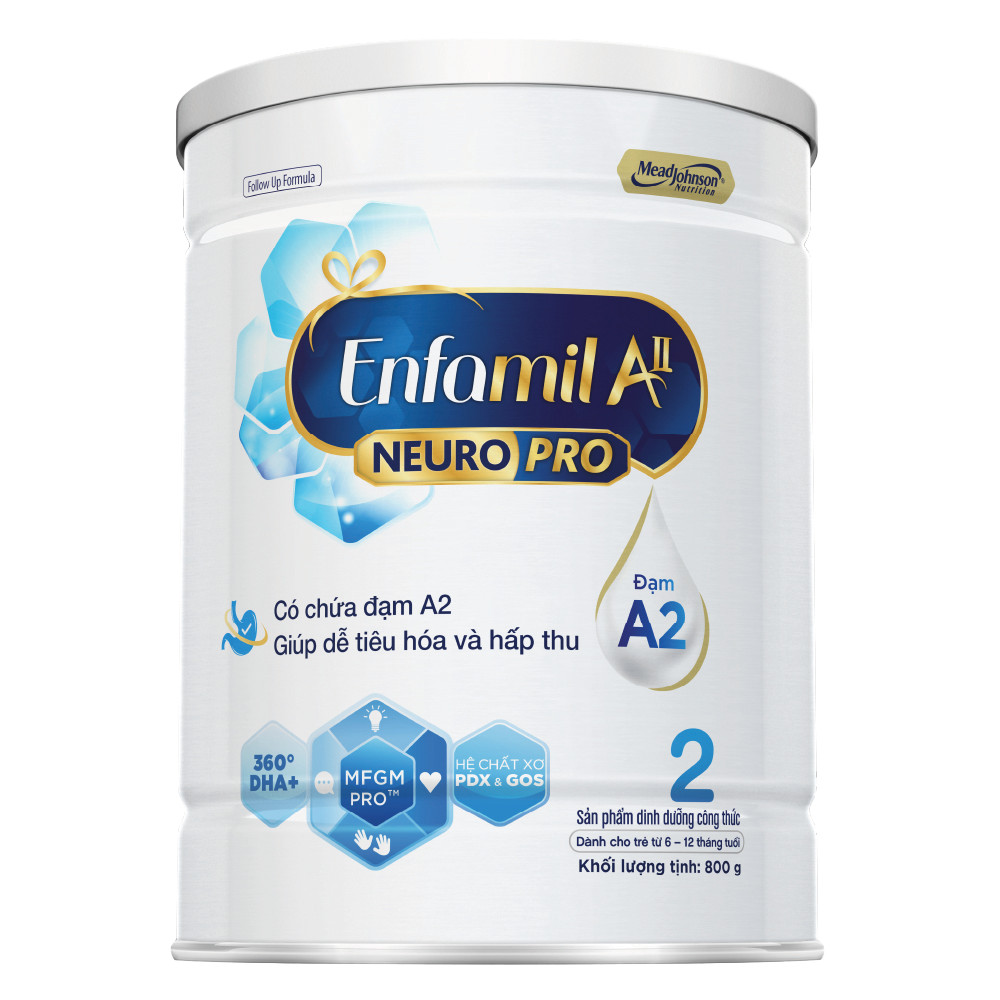 Follow Up Formula
MeadJohnson®
Nutrition
Enfamil AII
NEURO PRO
Đạm
A2
Có chứa đạm A2
Giúp dễ tiêu hóa và hấp thu
360°
DHA+
MFGM
PRO™
HỆ CHẤT XƠ
PDX & GOS
2
Sản phẩm dinh dưỡng công thức
Dành cho trẻ từ 6 – 12 tháng tuổi
Khối lượng tịnh: 800 g